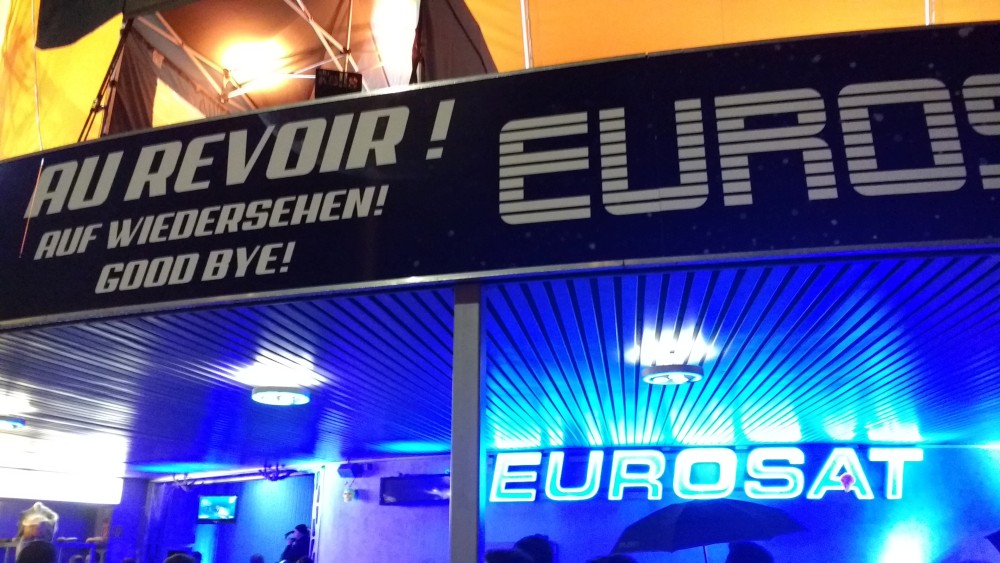 AU REVOIR !
AUF WIEDERSEHEN!
GOOD BYE!
EUROS
EUROSAT